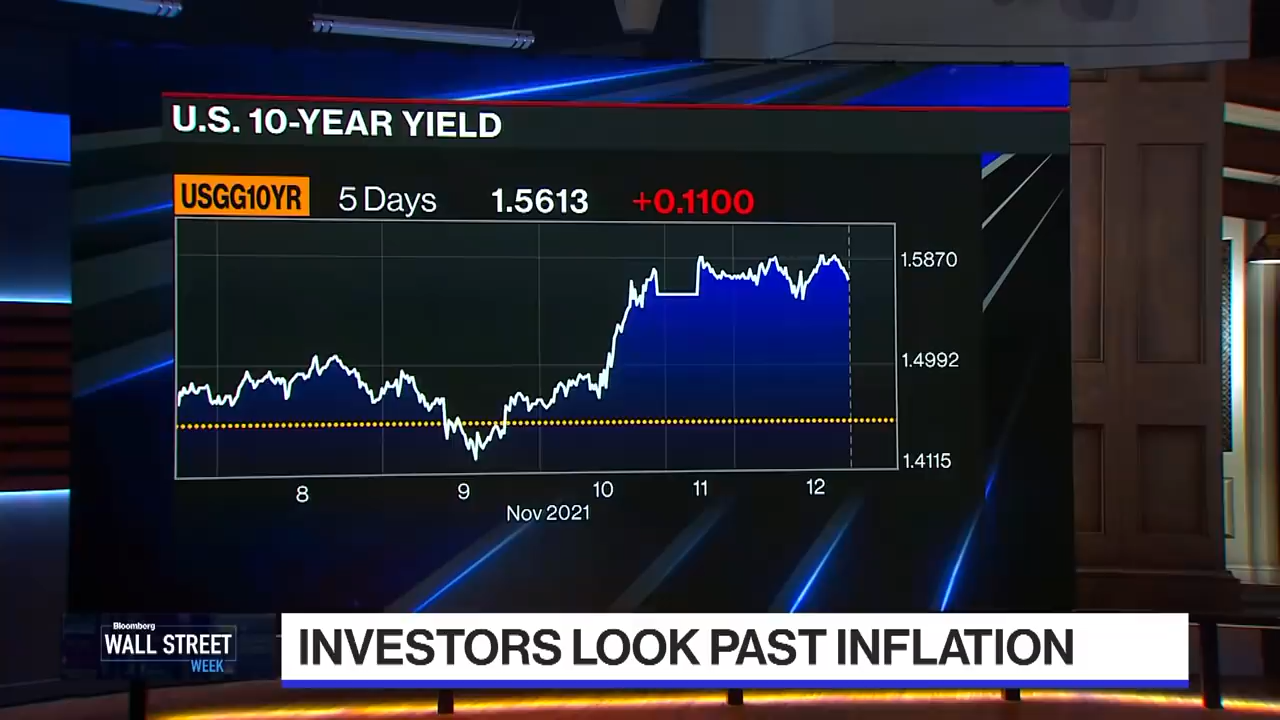 U.S. 10-YEAR YIELD
USGG10YR 5 Days 1.5613 +0.1100
1.5870
1.4992
1.4115
8 9 10 11 12
Nov 2021
Bloomberg
WALL STREET
WEEK
INVESTORS LOOK PAST INFLATION